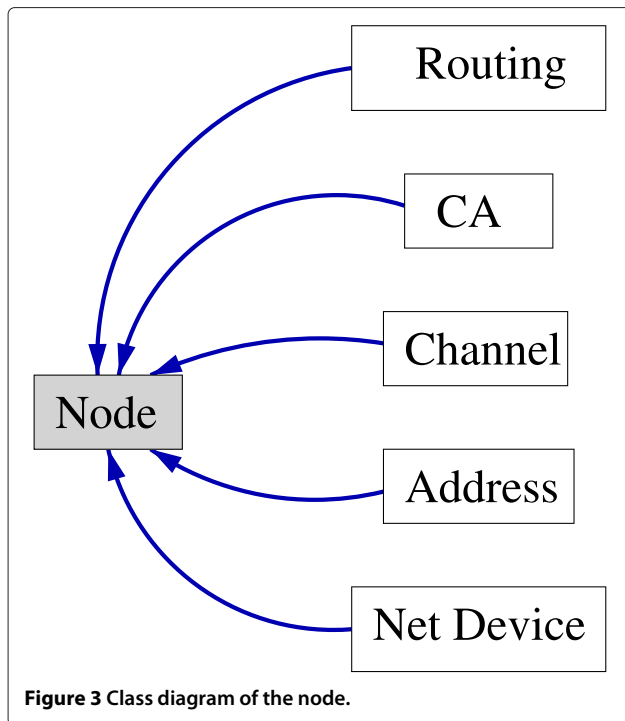 Routing
CA
Channel
Node
Address
Net Device
Figure 3 Class diagram of the node.